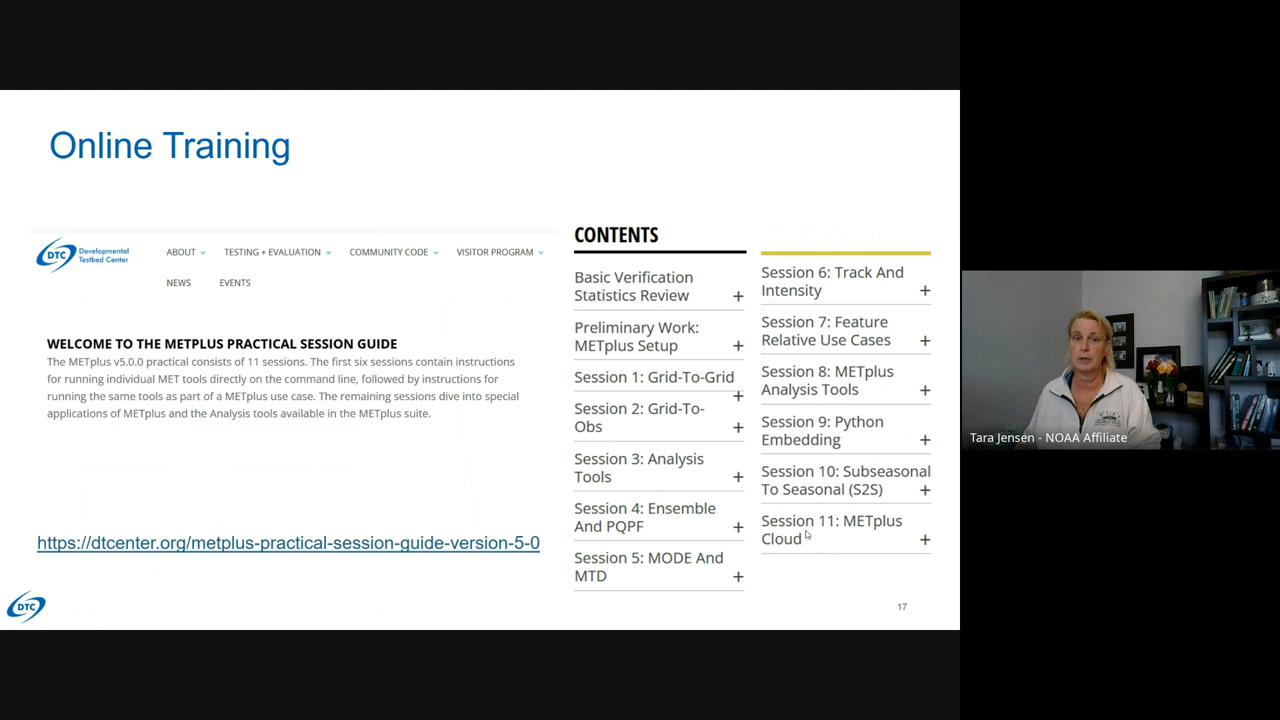 Online Training
DTC Developmental
Testbed Center
ABOUT TESTING + EVALUATION COMMUNITY CODE VISITOR PROGRAM
NEWS EVENTS
WELCOME TO THE METPLUS PRACTICAL SESSION GUIDE
The METplus v5.0.0 practical consists of 11 sessions. The first six sessions contain instructions
for running individual MET tools directly on the command line, followed by instructions for
running the same tools as part of a METplus use case. The remaining sessions dive into special
applications of METplus and the Analysis tools available in the METplus suite.
https://dtcenter.org/metplus-practical-session-guide-version-5-0
CONTENTS
Basic Verification
Statistics Review +
Preliminary Work:
METplus Setup +
Session 1: Grid-To-Grid
+
Session 2: Grid-To-
Obs +
Session 3: Analysis
Tools +
Session 4: Ensemble
And PQPF +
Session 5: MODE And
MTD +
Session 6: Track And
Intensity +
Session 7: Feature
Relative Use Cases +
Session 8: METplus
Analysis Tools +
Session 9: Python
Embedding +
Session 10: Subseasonal
To Seasonal (S2S) +
Session 11: METplus
Cloud +
DTC
17
Tara Jensen - NOAA Affiliate